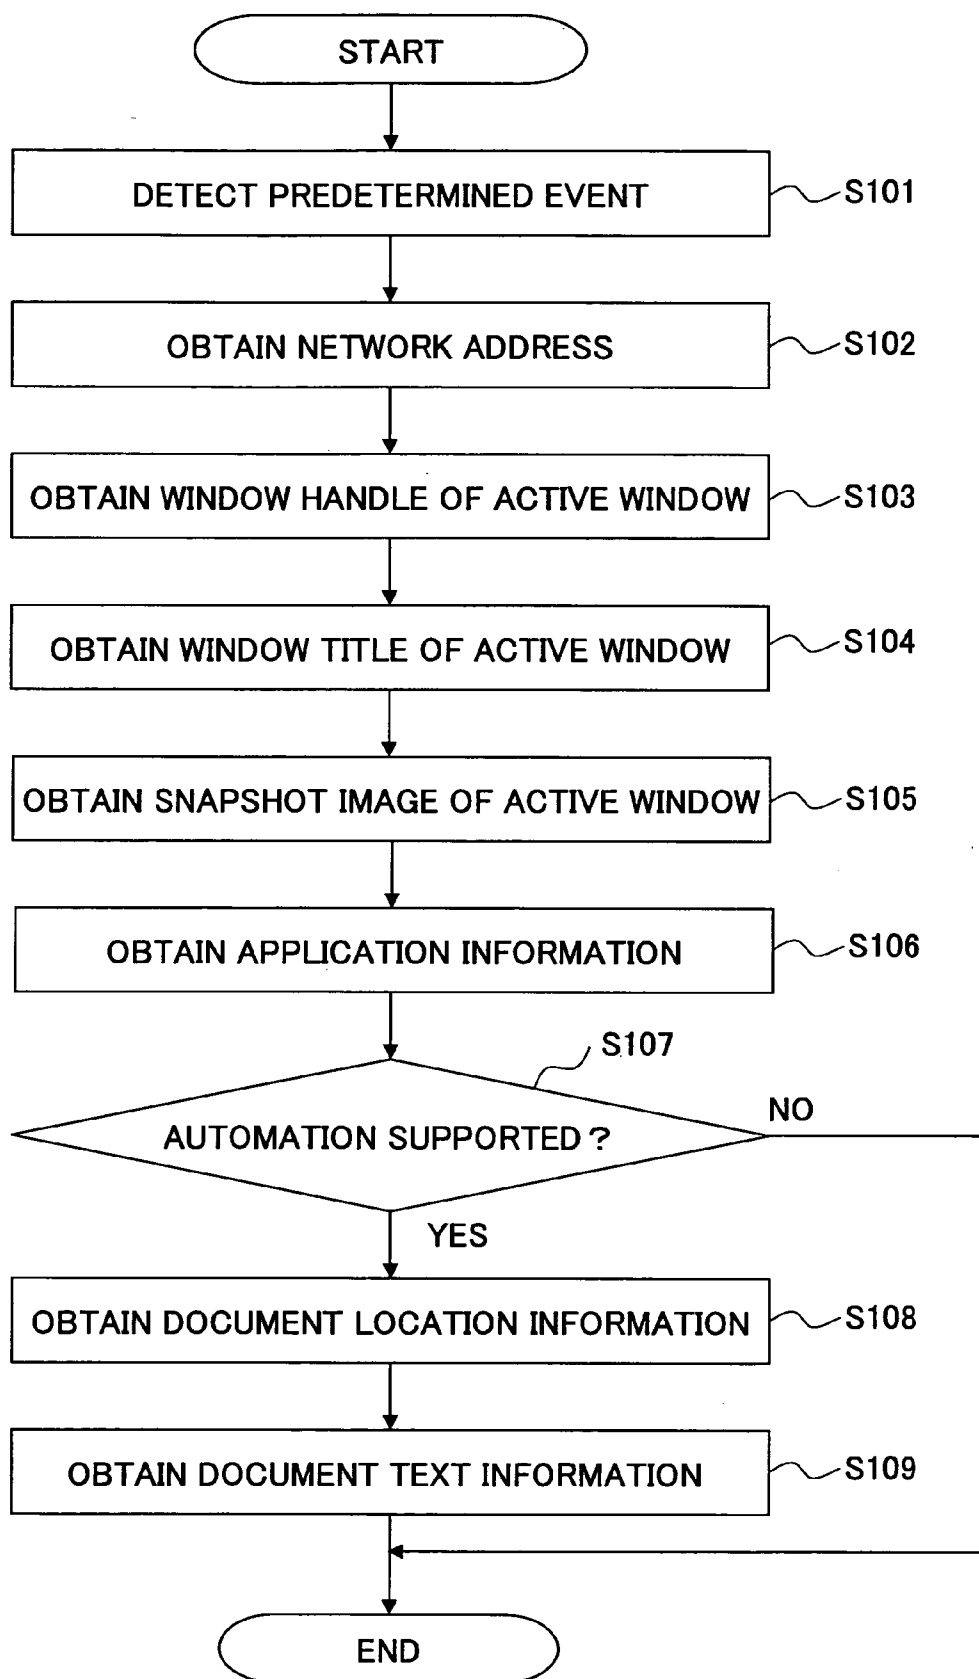 START
DETECT PREDETERMINED EVENT
S101
OBTAIN NETWORK ADDRESS
S102
OBTAIN WINDOW HANDLE OF ACTIVE WINDOW
S103
OBTAIN WINDOW TITLE OF ACTIVE WINDOW
S104
OBTAIN SNAPSHOT IMAGE OF ACTIVE WINDOW
S105
OBTAIN APPLICATION INFORMATION
S106
S107
AUTOMATION SUPPORTED ?
NO
YES
OBTAIN DOCUMENT LOCATION INFORMATION
S108
OBTAIN DOCUMENT TEXT INFORMATION
S109
END